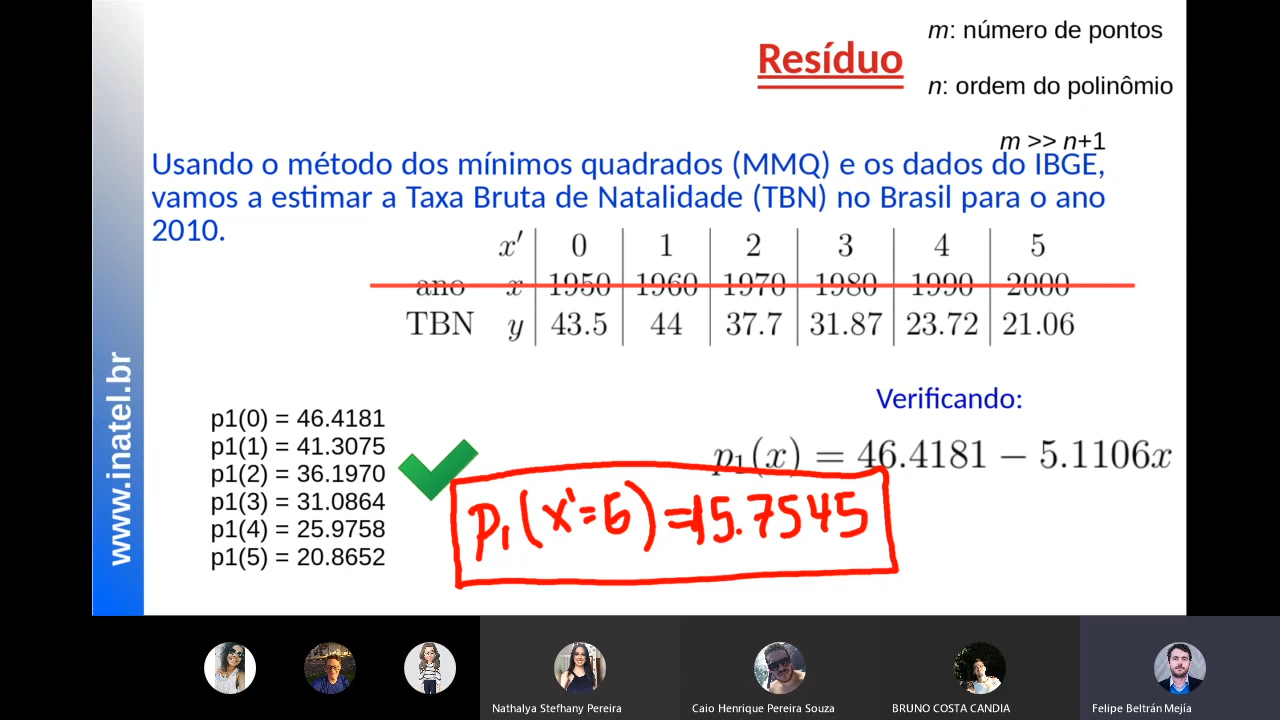 m: número de pontos
Resíduo
n: ordem do polinômio
m >> n+1
Usando o método dos mínimos quadrados (MMQ) e os dados do IBGE,
vamos a estimar a Taxa Bruta de Natalidade (TBN) no Brasil para o ano
2010.
x′ 0 1 2 3 4 5
ano x 1950 1960 1970 1980 1990 2000
TBN y 43.5 44 37.7 31.87 23.72 21.06
www.inatel.br
Verificando:
p1(x) = 46.4181 − 5.1106x
p1(0) = 46.4181
p1(1) = 41.3075
p1(2) = 36.1970
p1(3) = 31.0864
p1(4) = 25.9758
p1(5) = 20.8652
p1(x'=6)=15.7545
Nathalya Stefhany Pereira
Caio Henrique Pereira Souza
BRUNO COSTA CANDIA
Felipe Beltrán Mejía